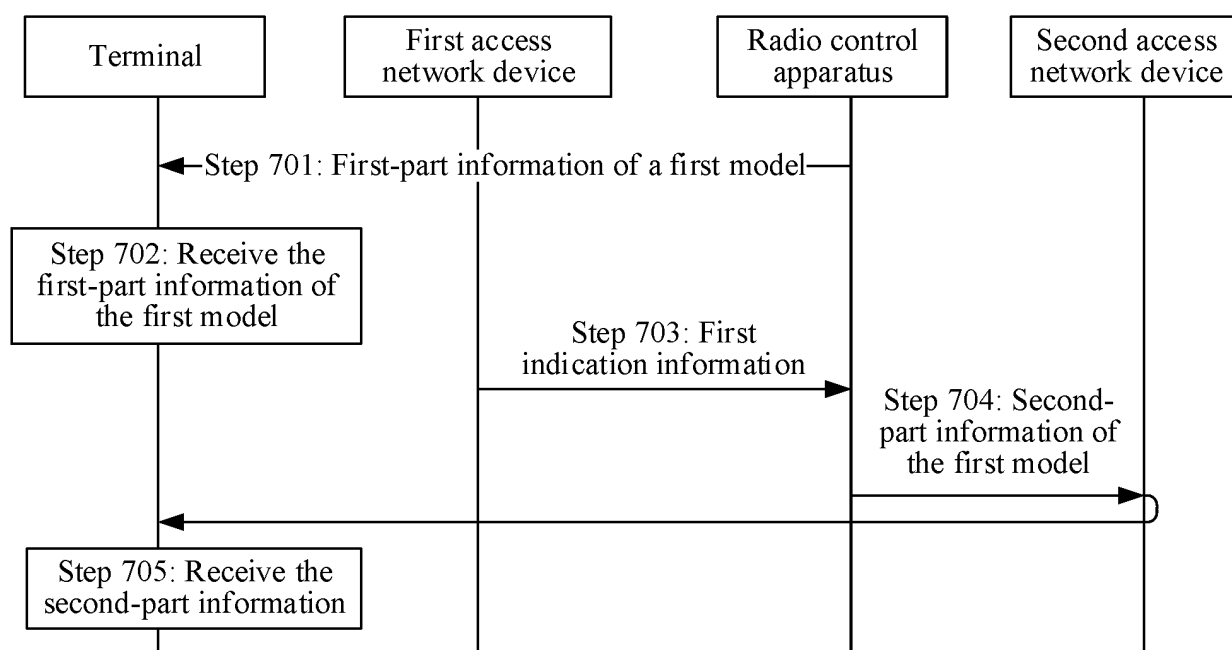 Terminal
First access
network device
Radio control
apparatus
Second access
network device
Step 701: First-part information of a first model
Step 702: Receive the
first-part information of
the first model
Step 703: First
indication information
Step 704: Second-
part information of
the first model
Step 705: Receive the
second-part information